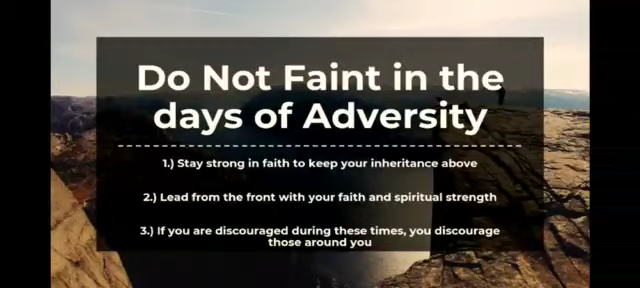 Do Not Faint in the
days of Adversity
1.) Stay strong in faith to keep your inheritance above
2.) Lead from the front with your faith and spiritual strength
3.) If you are discouraged during these times, you discourage
those around you